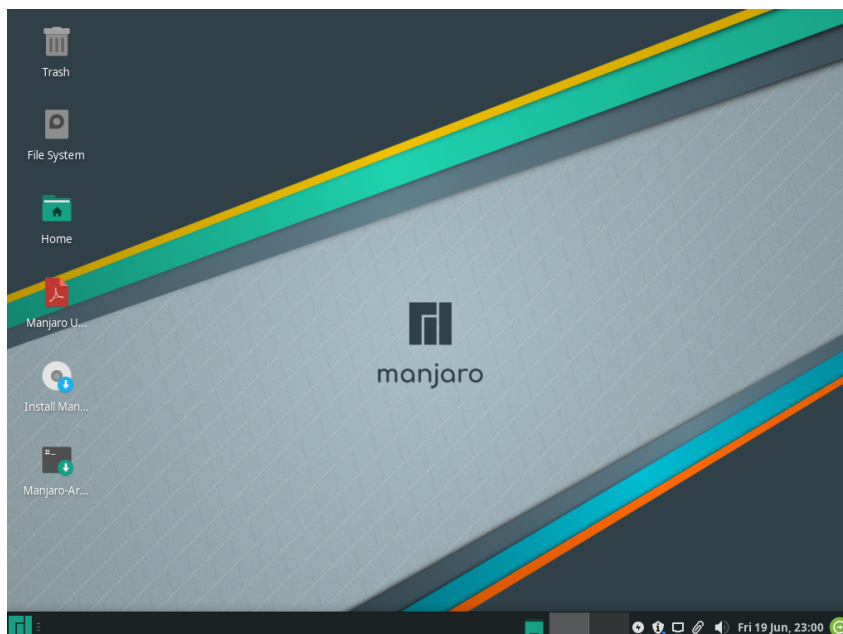 Trash
File System
Home
Manjaro U...
Install Man...
Manjaro-Ar...
manjaro
Fri 19 Jun, 23:00